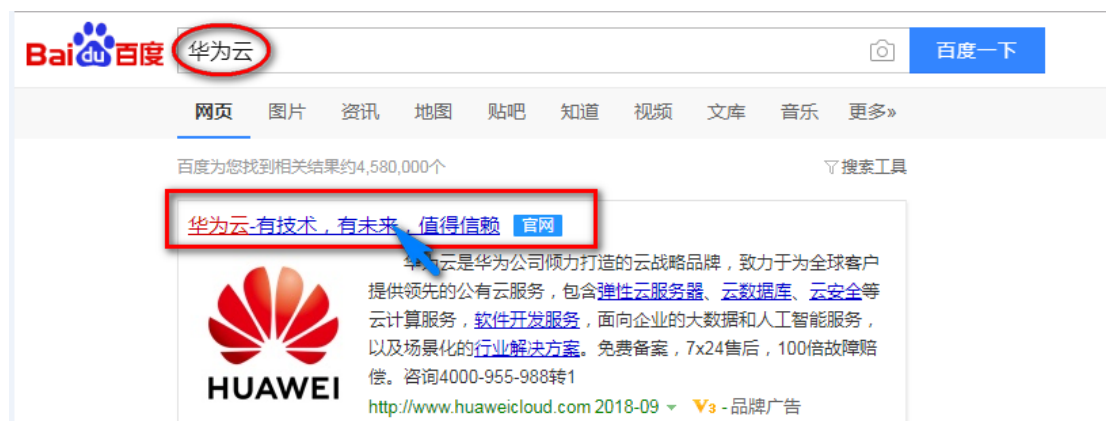 Bai du 百度 华为云 百度一下
网页 图片 资讯 地图 贴吧 知道 视频 文库 音乐 更多»
百度为您找到相关结果约4,580,000个 搜索工具
华为云-有技术，有未来，值得信赖 官网
华为云是华为公司倾力打造的云战略品牌，致力于为全球客户
提供领先的公有云服务，包含弹性云服务器、云数据库、云安全等
云计算服务，软件开发服务，面向企业的大数据和人工智能服务，
以及场景化的行业解决方案。免费备案，7x24售后，100倍故障赔
偿。咨询4000-955-988转1
HUAWEI
http://www.huaweicloud.com 2018-09 V3 - 品牌广告